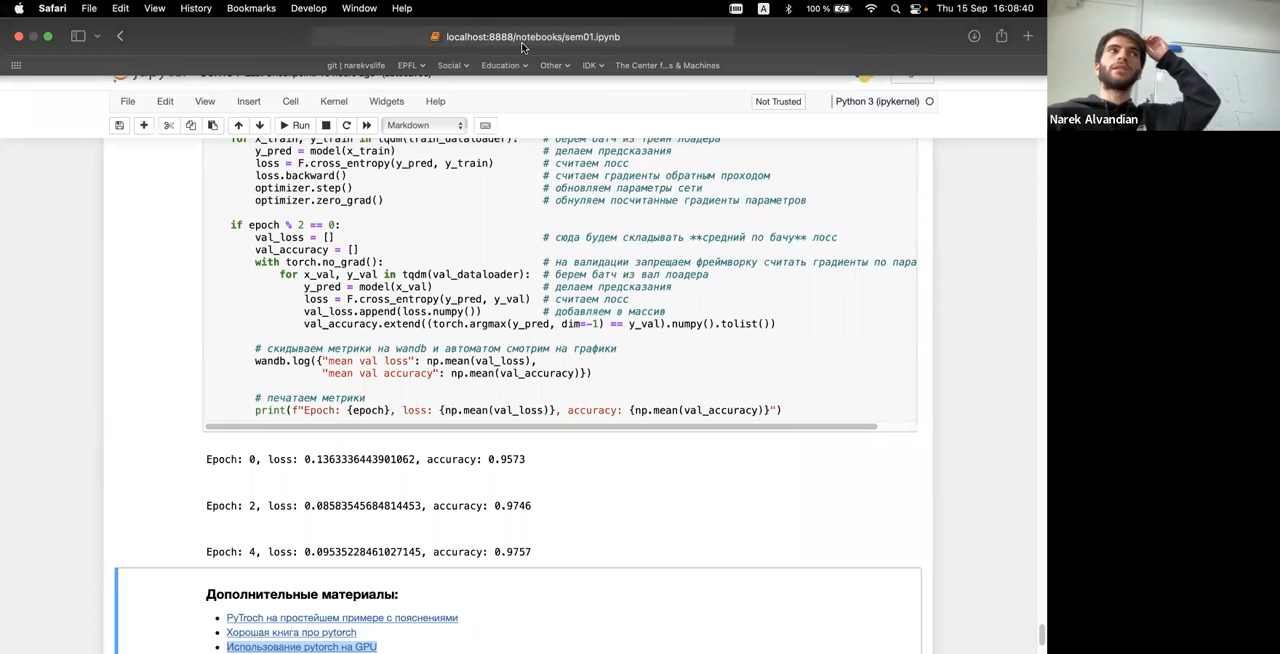 Safari File Edit View History Bookmarks Develop Window Help
A 100 % Thu 15 Sep 16:08:40
localhost:8888/notebooks/sem01.ipynb
git | narekvslife EPFL Social Education Other IDK The Center f...s & Machines
File Edit View Insert Cell Kernel Widgets Help
Not Trusted Python 3 (ipykernel)
Run Markdown
for x_train, y_train in tqdm(train_dataloader): # берем батч из трейн лоадера
y_pred = model(x_train) # делаем предсказания
loss = F.cross_entropy(y_pred, y_train) # считаем лосс
loss.backward() # считаем градиенты обратным проходом
optimizer.step() # обновляем параметры сети
optimizer.zero_grad() # обнуляем посчитанные градиенты параметров
if epoch % 2 == 0:
val_loss = [] # сюда будем складывать **средний по бачу** лосс
val_accuracy = []
with torch.no_grad(): # на валидации запрещаем фреймворку считать градиенты по пара
for x_val, y_val in tqdm(val_dataloader): # берем батч из вал лоадера
y_pred = model(x_val) # делаем предсказания
loss = F.cross_entropy(y_pred, y_val) # считаем лосс
val_loss.append(loss.numpy()) # добавляем в массив
val_accuracy.extend((torch.argmax(y_pred, dim=-1) == y_val).numpy().tolist())
# скидываем метрики на wandb и автоматом смотрим на графики
wandb.log({"mean val loss": np.mean(val_loss),
"mean val accuracy": np.mean(val_accuracy)})
# печатаем метрики
print(f"Epoch: {epoch}, loss: {np.mean(val_loss)}, accuracy: {np.mean(val_accuracy)}")
Epoch: 0, loss: 0.1363336443901062, accuracy: 0.9573
Epoch: 2, loss: 0.08583545684814453, accuracy: 0.9746
Epoch: 4, loss: 0.09535228461027145, accuracy: 0.9757
Дополнительные материалы:
PyTroch на простейшем примере с пояснениями
Хорошая книга про pytorch
Использование pytorch на GPU
Narek Alvandian